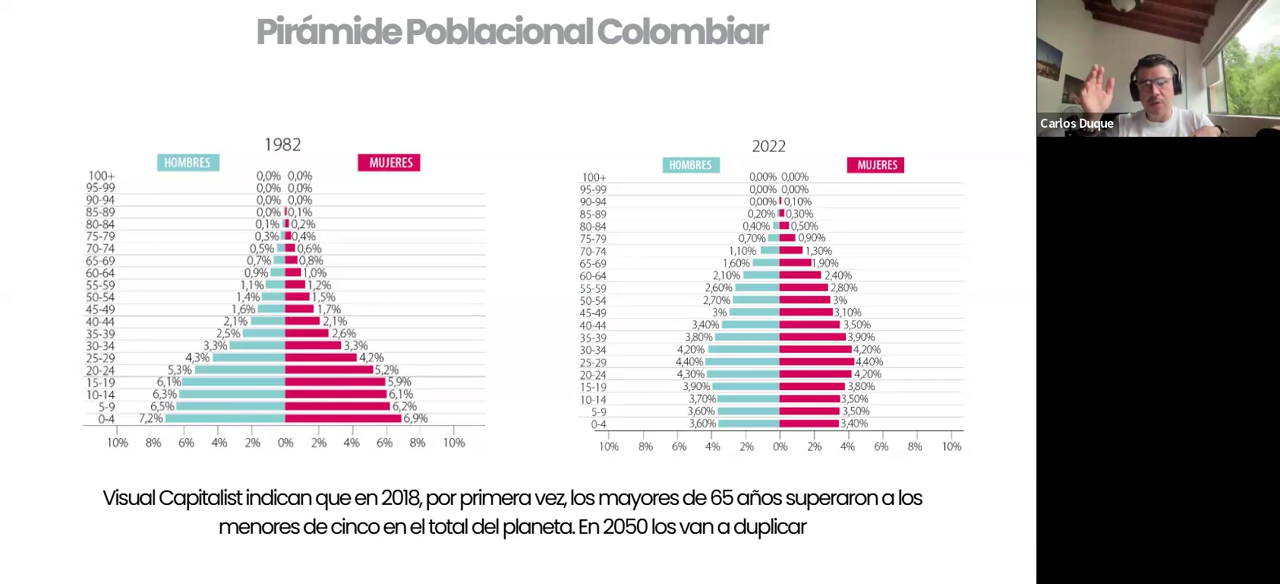 Pirámide Poblacional Colombiar
Carlos Duque
1982
HOMBRES MUJERES
100+ 0,0% 0,0%
95-99 0,0% 0,0%
90-94 0,0% 0,0%
85-89 0,0% 0,1%
80-84 0,1% 0,2%
75-79 0,3% 0,4%
70-74 0,5% 0,6%
65-69 0,7% 0,8%
60-64 0,9% 1,0%
55-59 1,1% 1,2%
50-54 1,4% 1,5%
45-49 1,6% 1,7%
40-44 2,1% 2,1%
35-39 2,5% 2,6%
30-34 3,3% 3,3%
25-29 4,3% 4,2%
20-24 5,3% 5,2%
15-19 6,1% 5,9%
10-14 6,3% 6,1%
5-9 6,5% 6,2%
0-4 7,2% 6,9%
10% 8% 6% 4% 2% 0% 2% 4% 6% 8% 10%
2022
HOMBRES MUJERES
100+ 0,00% 0,00%
95-99 0,00% 0,00%
90-94 0,00% 0,10%
85-89 0,20% 0,30%
80-84 0,40% 0,50%
75-79 0,70% 0,90%
70-74 1,10% 1,30%
65-69 1,60% 1,90%
60-64 2,10% 2,40%
55-59 2,60% 2,80%
50-54 2,70% 3%
45-49 3% 3,10%
40-44 3,40% 3,50%
35-39 3,80% 3,90%
30-34 4,20% 4,20%
25-29 4,40% 4,40%
20-24 4,30% 4,20%
15-19 3,90% 3,80%
10-14 3,70% 3,50%
5-9 3,60% 3,50%
0-4 3,60% 3,40%
10% 8% 6% 4% 2% 0% 2% 4% 6% 8% 10%
Visual Capitalist indican que en 2018, por primera vez, los mayores de 65 años superaron a los
menores de cinco en el total del planeta. En 2050 los van a duplicar